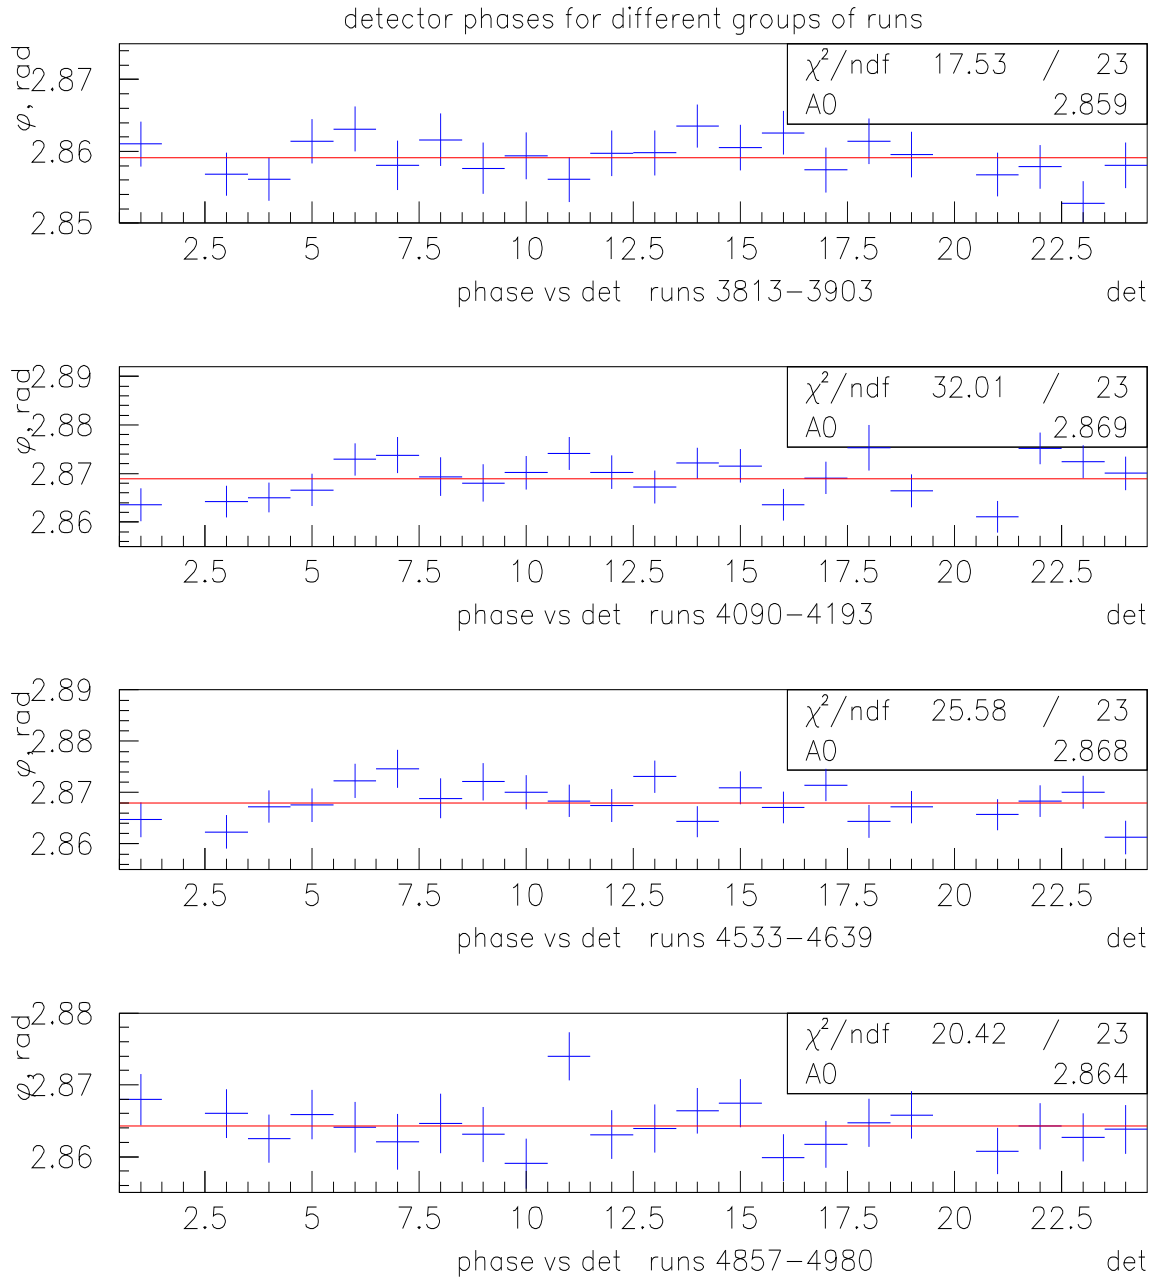 detector phases for different groups of runs
φ, rad
χ²/ndf 17.53 / 23
A0 2.859
2.87
2.86
2.85
2.5 5 7.5 10 12.5 15 17.5 20 22.5
phase vs det runs 3813-3903 det
φ, rad
χ²/ndf 32.01 / 23
A0 2.869
2.89
2.88
2.87
2.86
2.5 5 7.5 10 12.5 15 17.5 20 22.5
phase vs det runs 4090-4193 det
φ, rad
χ²/ndf 25.58 / 23
A0 2.868
2.89
2.88
2.87
2.86
2.5 5 7.5 10 12.5 15 17.5 20 22.5
phase vs det runs 4533-4639 det
φ, rad
χ²/ndf 20.42 / 23
A0 2.864
2.88
2.87
2.86
2.5 5 7.5 10 12.5 15 17.5 20 22.5
phase vs det runs 4857-4980 det